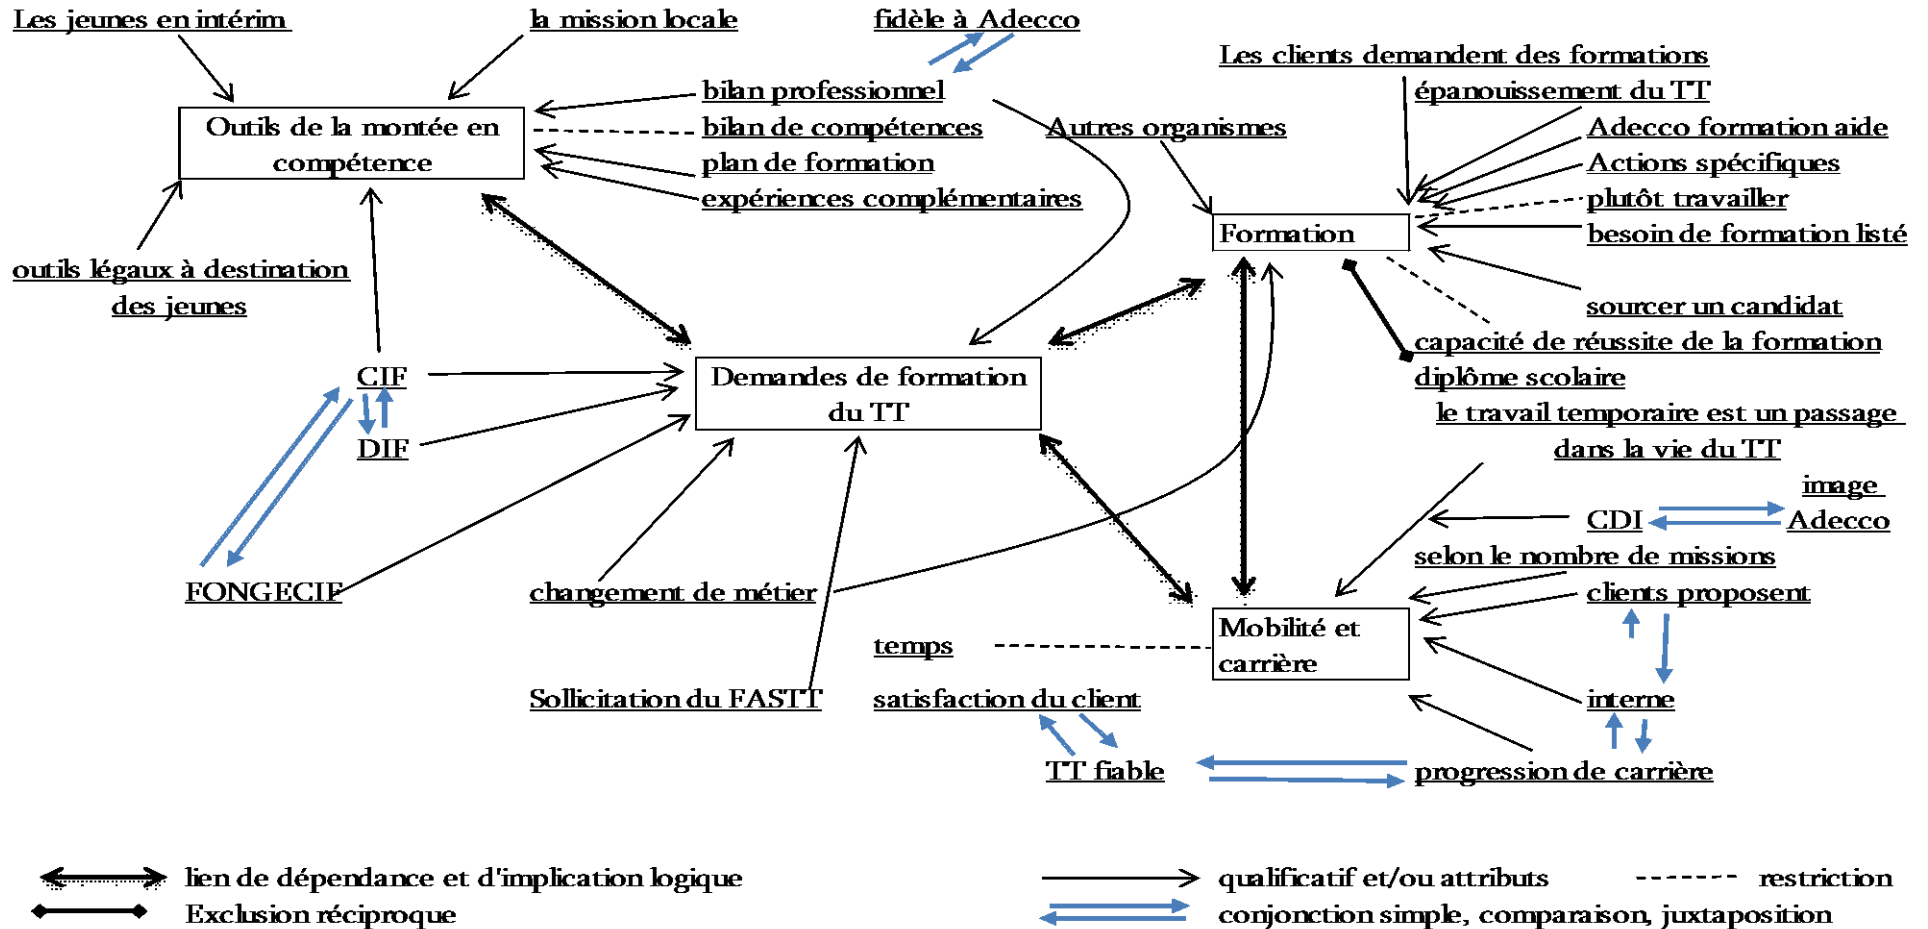 Les jeunes en intérim
la mission locale
fidèle à Adecco
Les clients demandent des formations
bilan professionnel
épanouissement du TT
Outils de la montée en
compétence
bilan de compétences
Autres organismes
Adecco formation aide
plan de formation
Actions spécifiques
expériences complémentaires
plutôt travailler
Formation
besoin de formation listé
outils légaux à destination
des jeunes
sourcer un candidat
capacité de réussite de la formation
CIF
Demandes de formation
du TT
diplôme scolaire
le travail temporaire est un passage
dans la vie du TT
DIF
image
CDI
Adecco
selon le nombre de missions
FONGECIF
changement de métier
clients proposent
temps
Mobilité et
carrière
Sollicitation du FASTT
satisfaction du client
interne
TT fiable
progression de carrière
lien de dépendance et d'implication logique
qualificatif et/ou attributs
restriction
Exclusion réciproque
conjonction simple, comparaison, juxtaposition